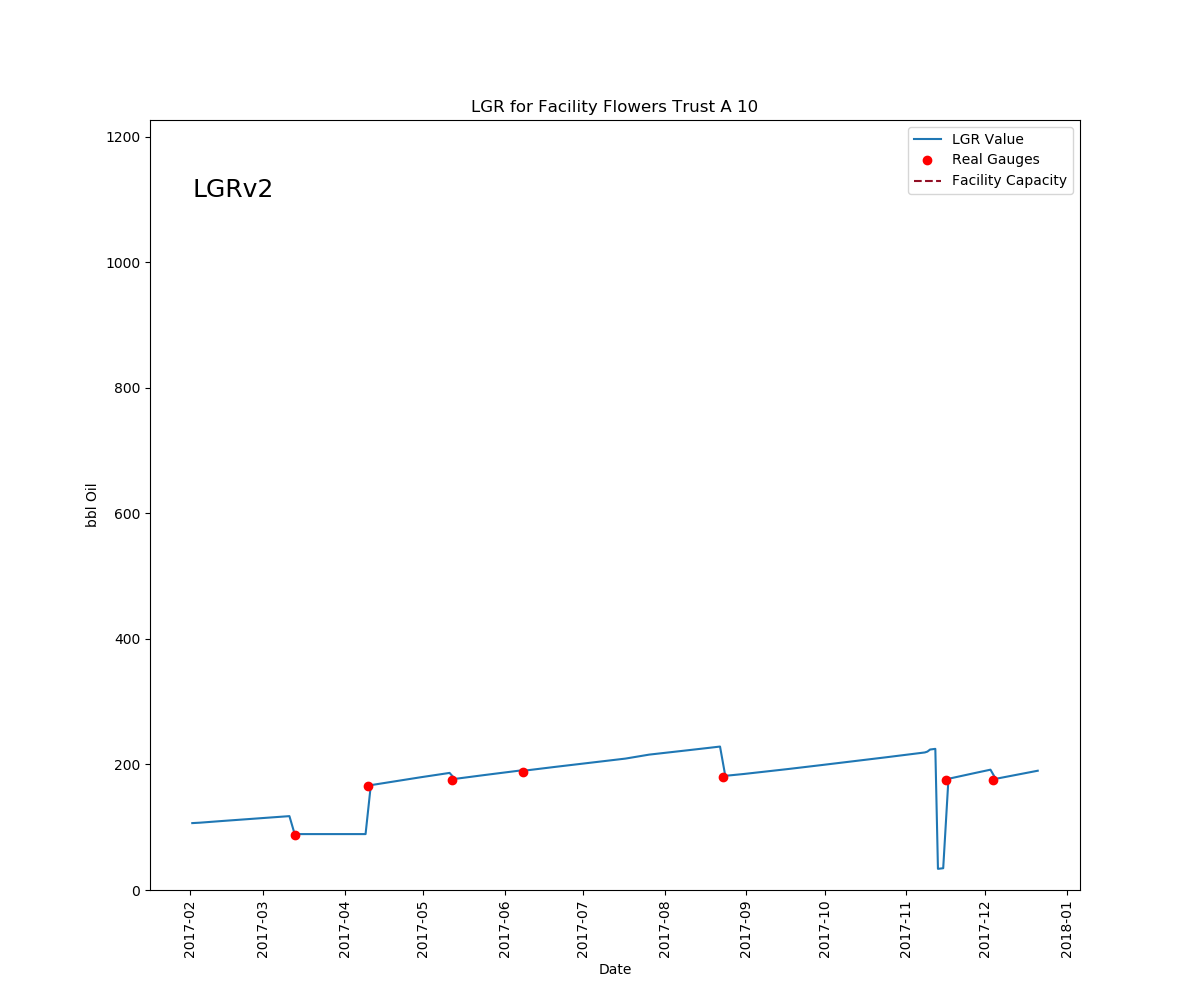 LGR for Facility Flowers Trust A 10
LGRv2
LGR Value
Real Gauges
Facility Capacity
1200
1000
800
600
400
200
0
bbl Oil
2017-02
2017-03
2017-04
2017-05
2017-06
2017-07
2017-08
2017-09
2017-10
2017-11
2017-12
2018-01
Date